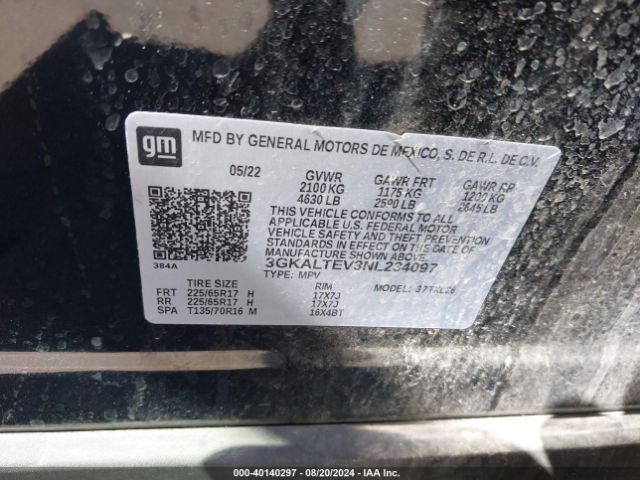 gm
MFD BY GENERAL MOTORS DE MEXICO, S. DE R.L. DE C.V.
05/22 GVWR GAWR FRT GAWR RR
2100 KG 1175 KG 1200 KG
4630 LB 2590 LB 2645 LB
THIS VEHICLE CONFORMS TO ALL
APPLICABLE U.S. FEDERAL MOTOR
VEHICLE SAFETY, BUMPER, AND THEFT
PREVENTION STANDARDS IN EFFECT
ON THE DATE OF
MANUFACTURE SHOWN ABOVE.
3GKALTEV3NL234097
384A
TYPE: MPV MODEL:
TIRE SIZE RIM
FRT 225/65R17 H 17X7J
RR 225/65R17 H 17X7J
SPA T135/70R16 M 16X4BT
000-40140297 - 08/20/2024 - IAA Inc.